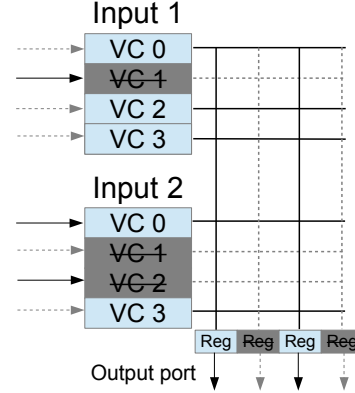 Input 1
VC 0
VC 1
VC 2
VC 3
Input 2
VC 0
VC 1
VC 2
VC 3
Reg Reg Reg Reg
Output port